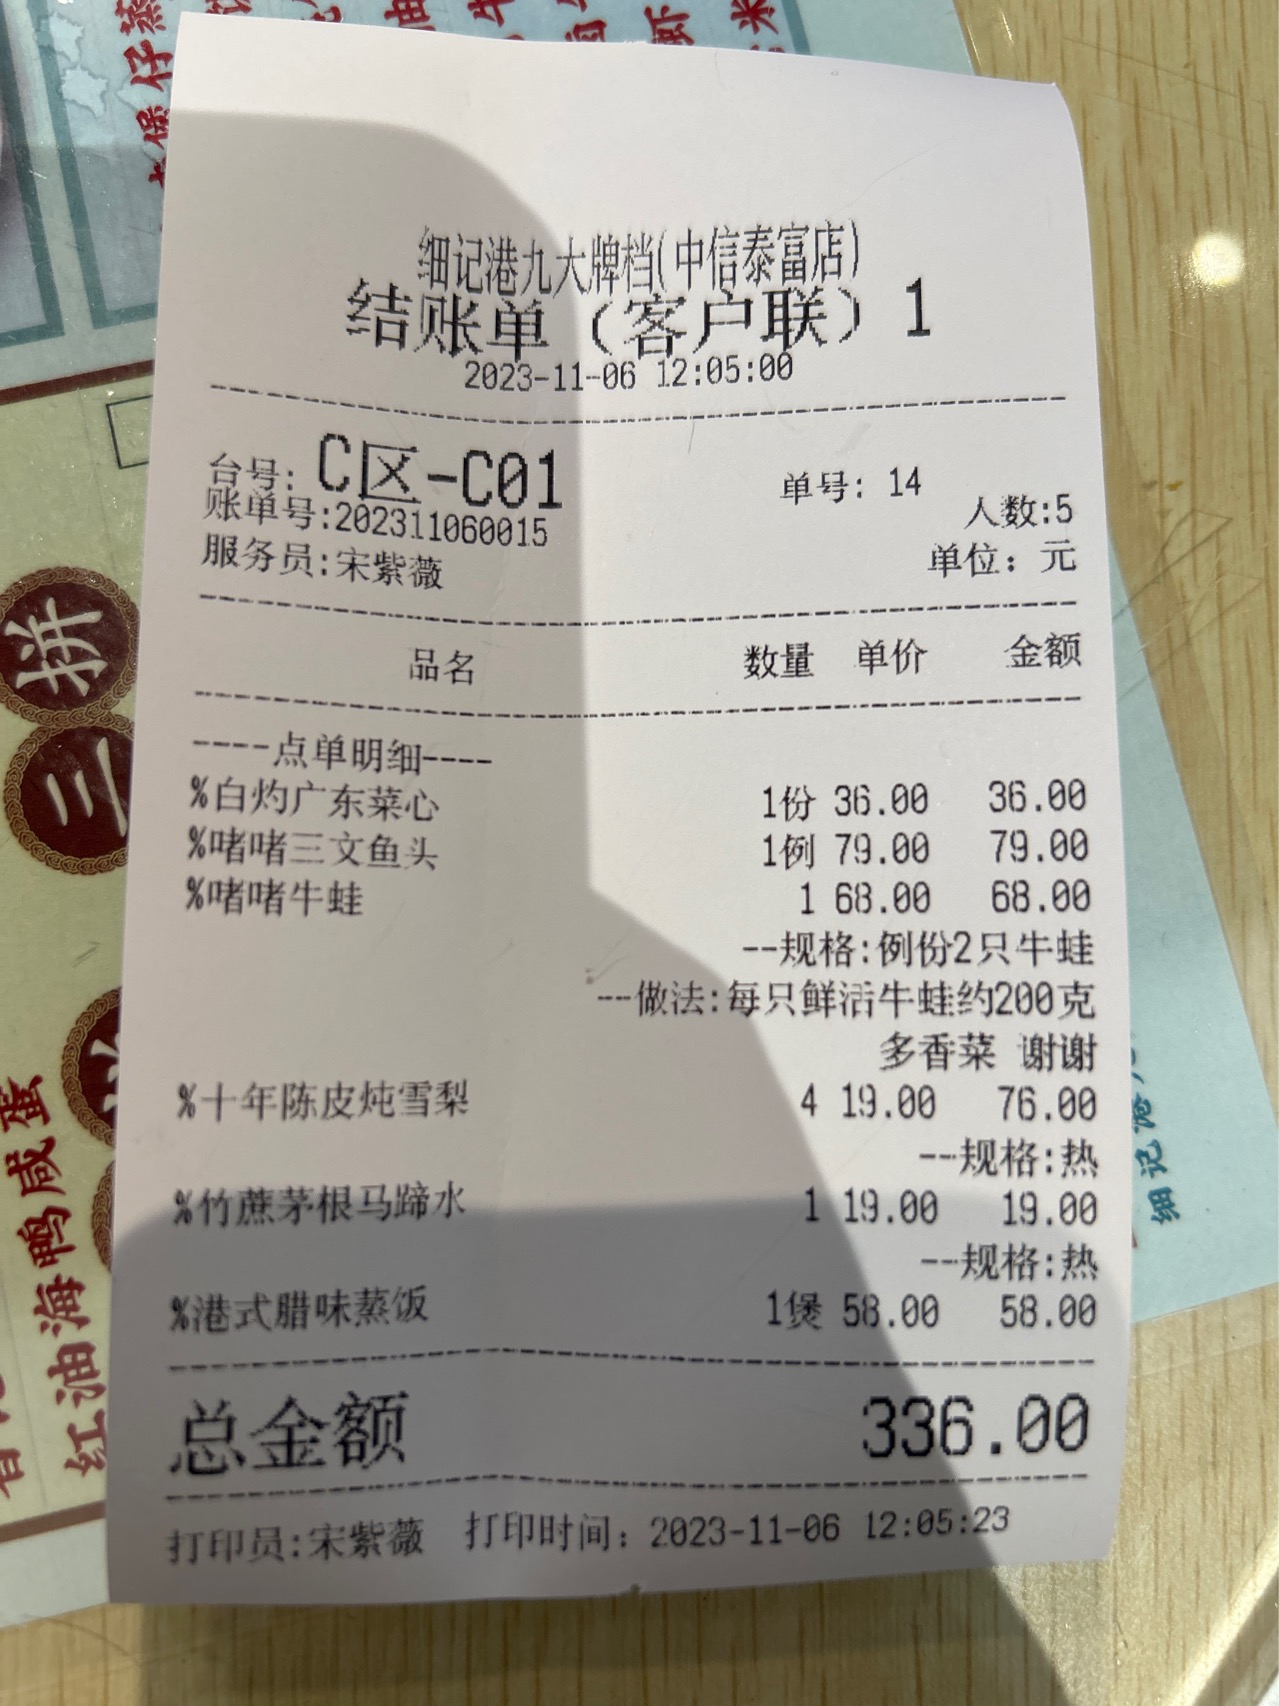 细记港九大牌档(中信泰富店)
结账单（客户联）1
2023-11-06 12:05:00
台号: C区-C01 单号: 14
账单号:202311060015 人数:5
服务员:宋紫薇 单位: 元
品名 数量 单价 金额
----点单明细----
%白灼广东菜心 1份 36.00 36.00
%啫啫三文鱼头 1例 79.00 79.00
%啫啫牛蛙 1 68.00 68.00
--规格:例份2只牛蛙
---做法:每只鲜活牛蛙约200克
多香菜 谢谢
%十年陈皮炖雪梨 4 19.00 76.00
--规格:热
%竹蔗茅根马蹄水 1 19.00 19.00
--规格:热
%港式腊味蒸饭 1煲 58.00 58.00
总金额 336.00
打印员:宋紫薇 打印时间: 2023-11-06 12:05:23
三拼
红油海鸭咸蛋
细记港